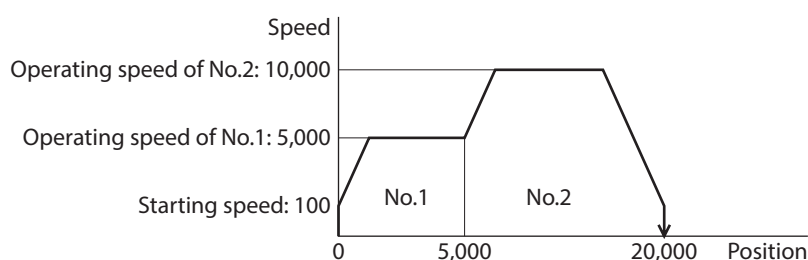 Speed
Operating speed of No.2: 10,000
Operating speed of No.1: 5,000
Starting speed: 100
No.1
No.2
0
5,000
20,000
Position